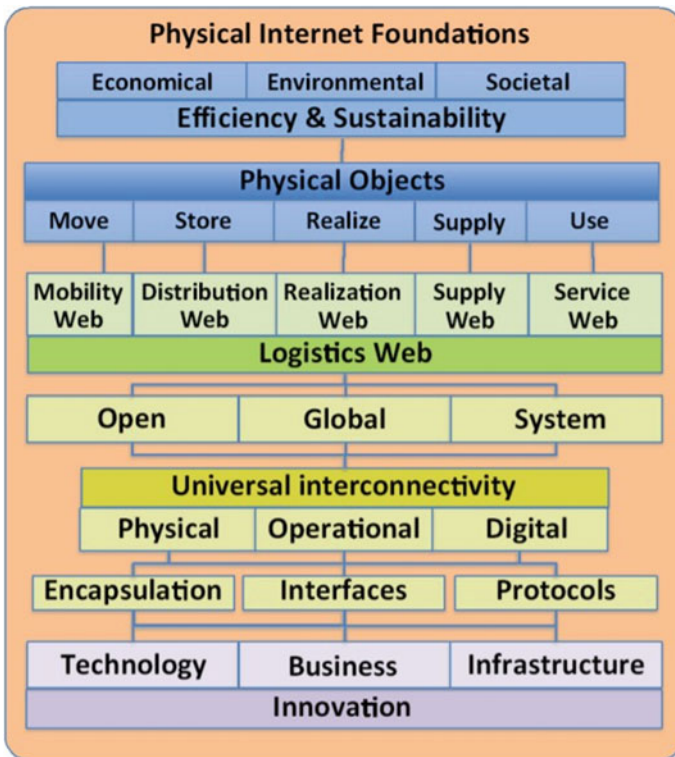 Physical Internet Foundations
Economical Environmental Societal
Efficiency & Sustainability
Physical Objects
Move Store Realize Supply Use
Mobility Web Distribution Web Realization Web Supply Web Service Web
Logistics Web
Open Global System
Universal interconnectivity
Physical Operational Digital
Encapsulation Interfaces Protocols
Technology Business Infrastructure
Innovation